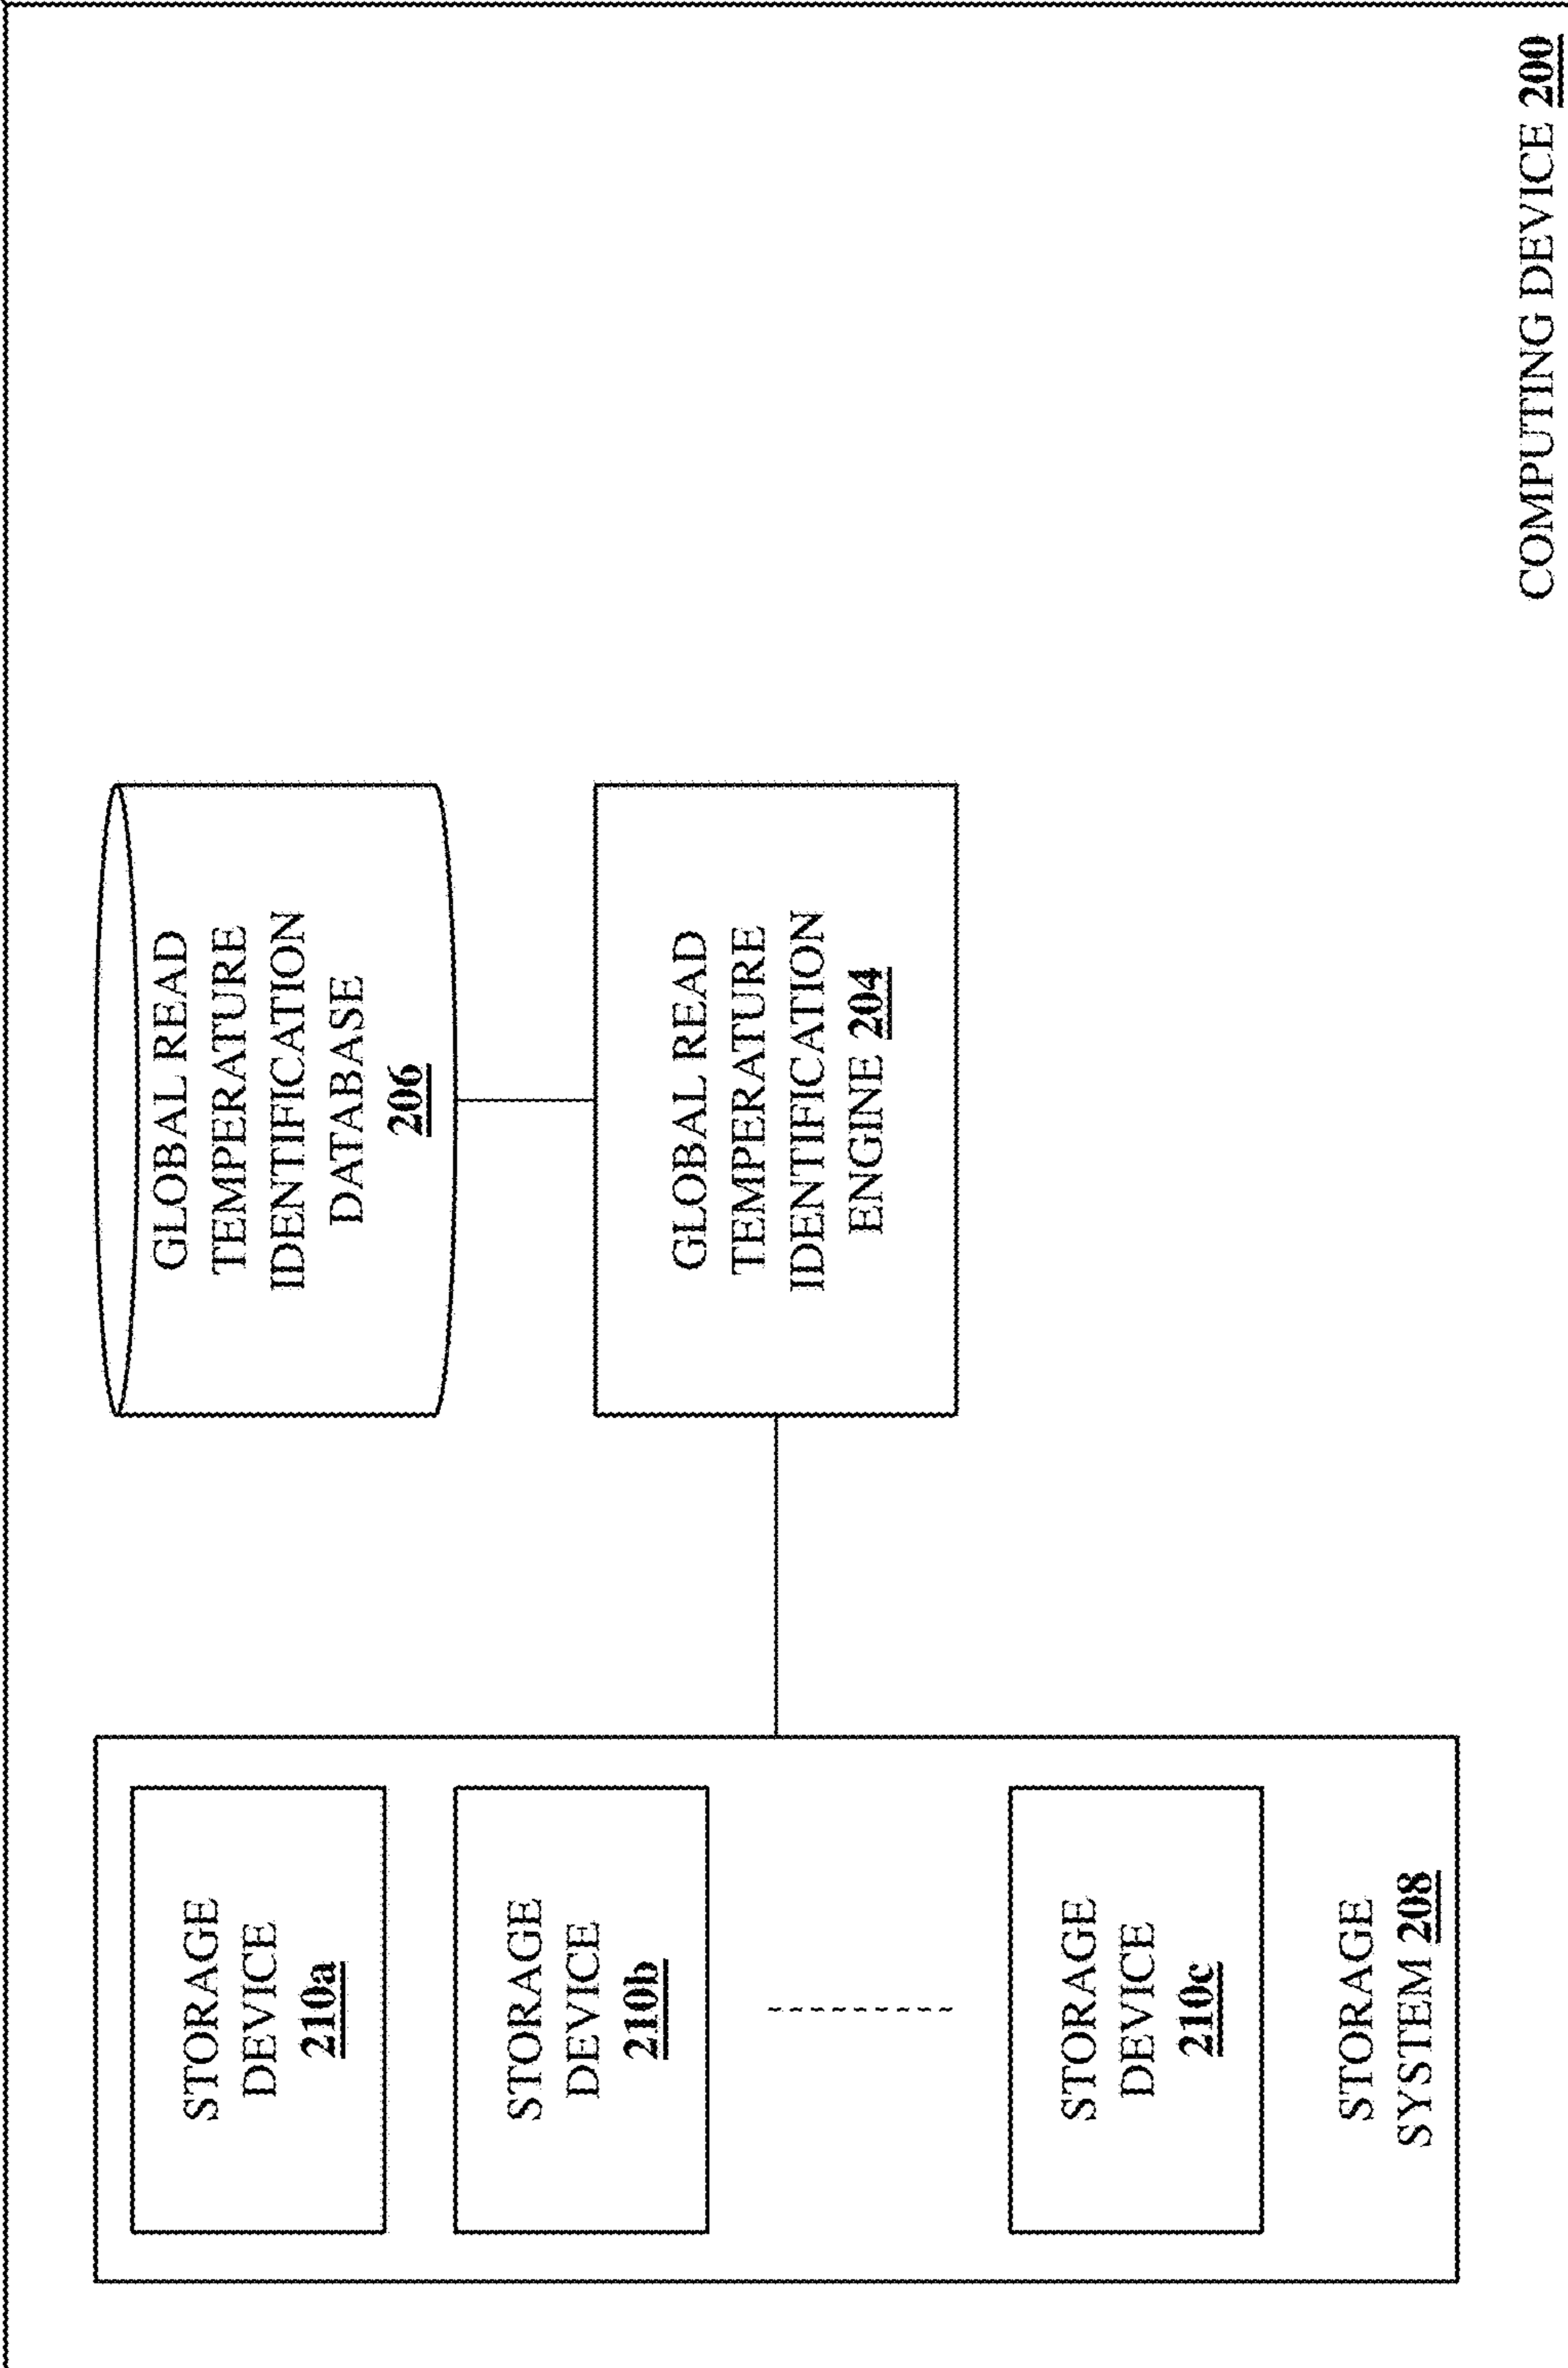 STORAGE
DEVICE
210a
STORAGE
DEVICE
210b
STORAGE
DEVICE
210c
STORAGE
SYSTEM 208
GLOBAL READ
TEMPERATURE
IDENTIFICATION
DATABASE
206
GLOBAL READ
TEMPERATURE
IDENTIFICATION
ENGINE 204
COMPUTING DEVICE 200